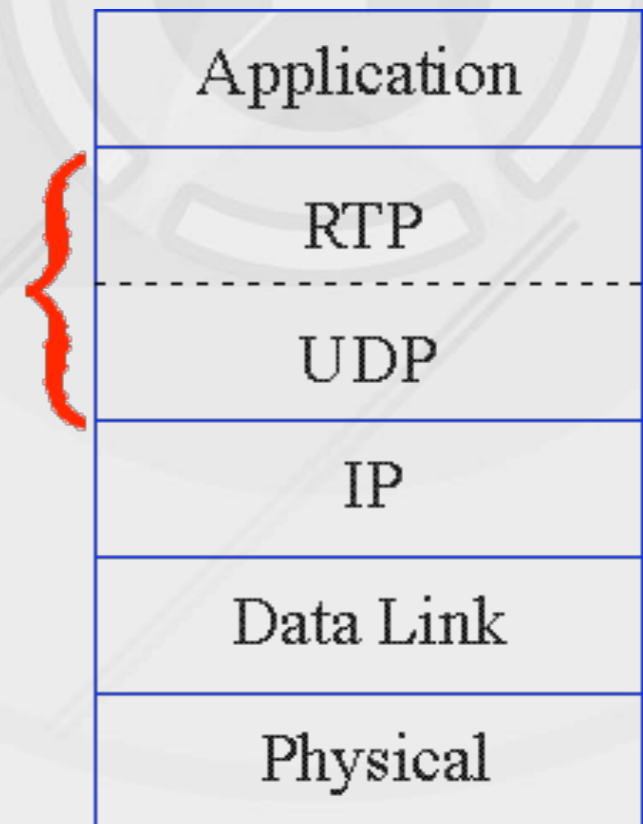 Application
RTP
UDP
IP
Data Link
Physical